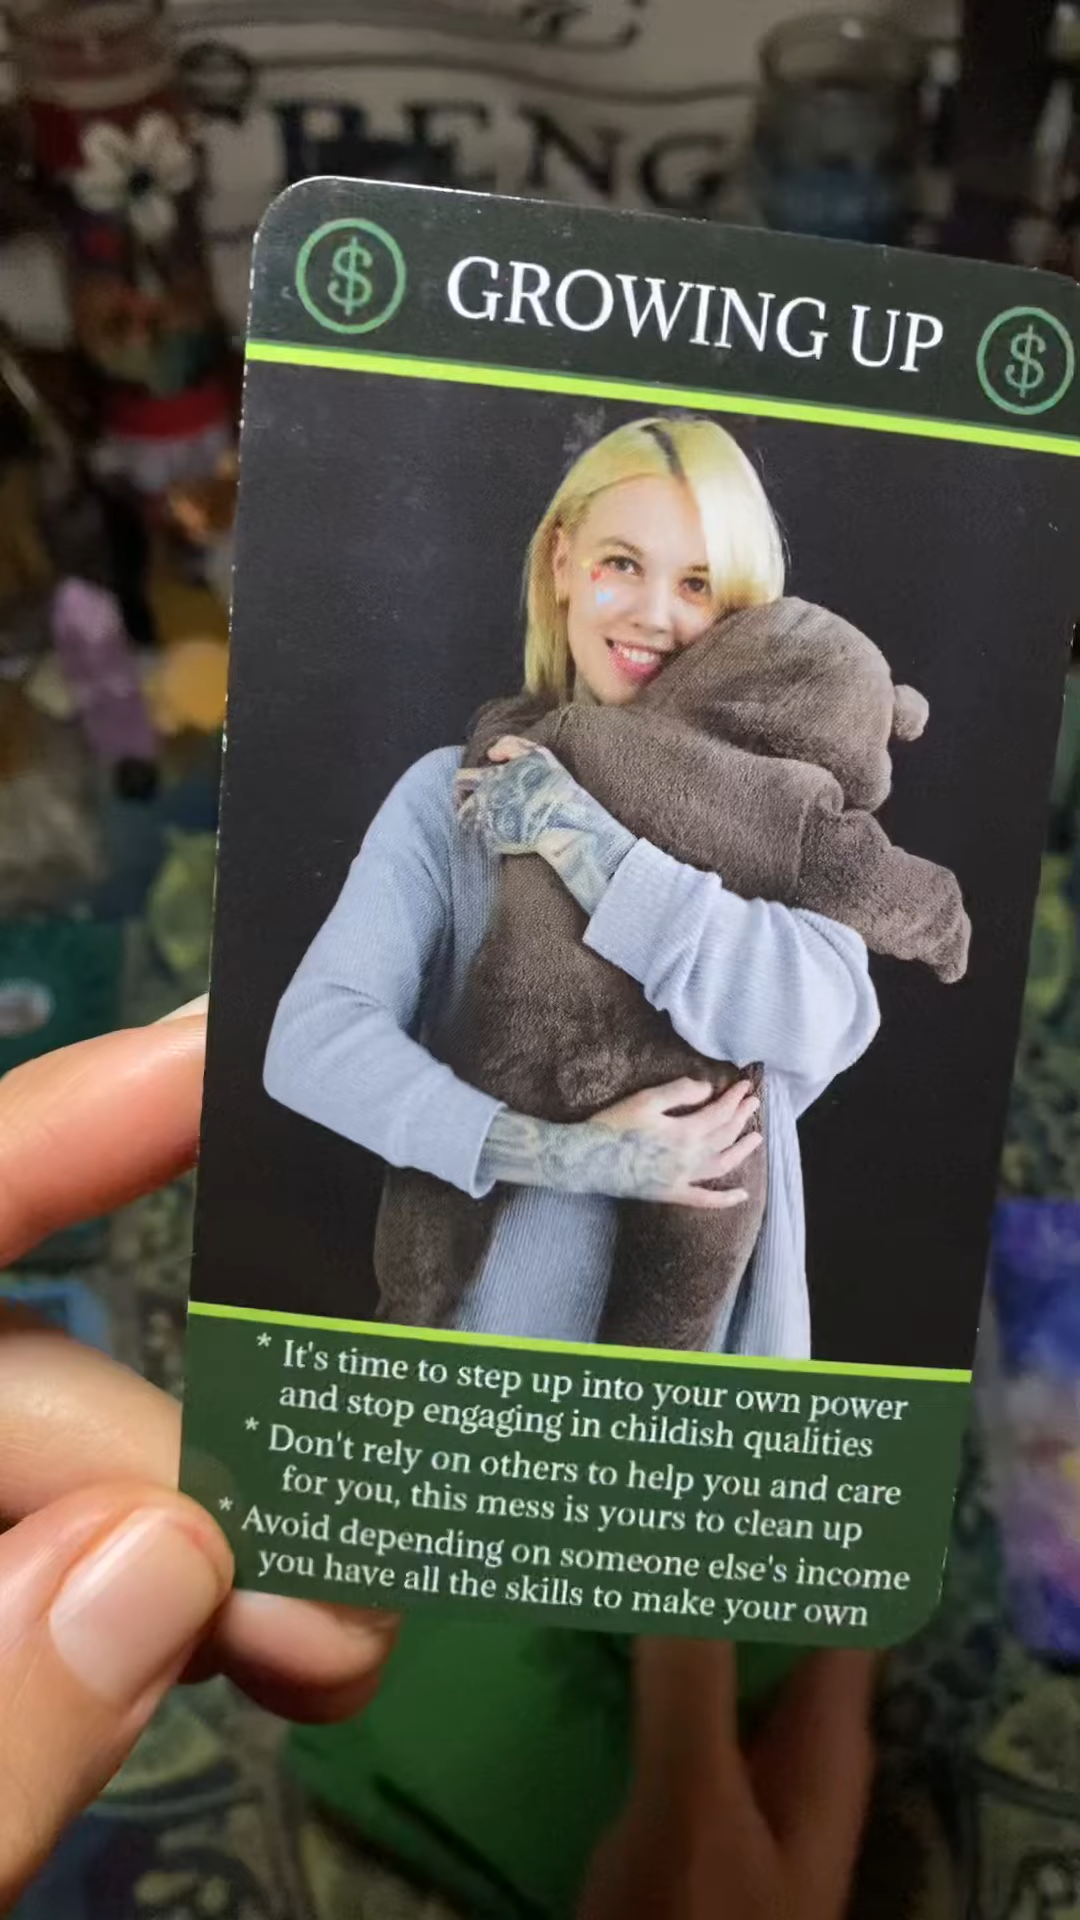 $ GROWING UP $
* It's time to step up into your own power
and stop engaging in childish qualities
* Don't rely on others to help you and care
for you, this mess is yours to clean up
* Avoid depending on someone else's income
you have all the skills to make your own